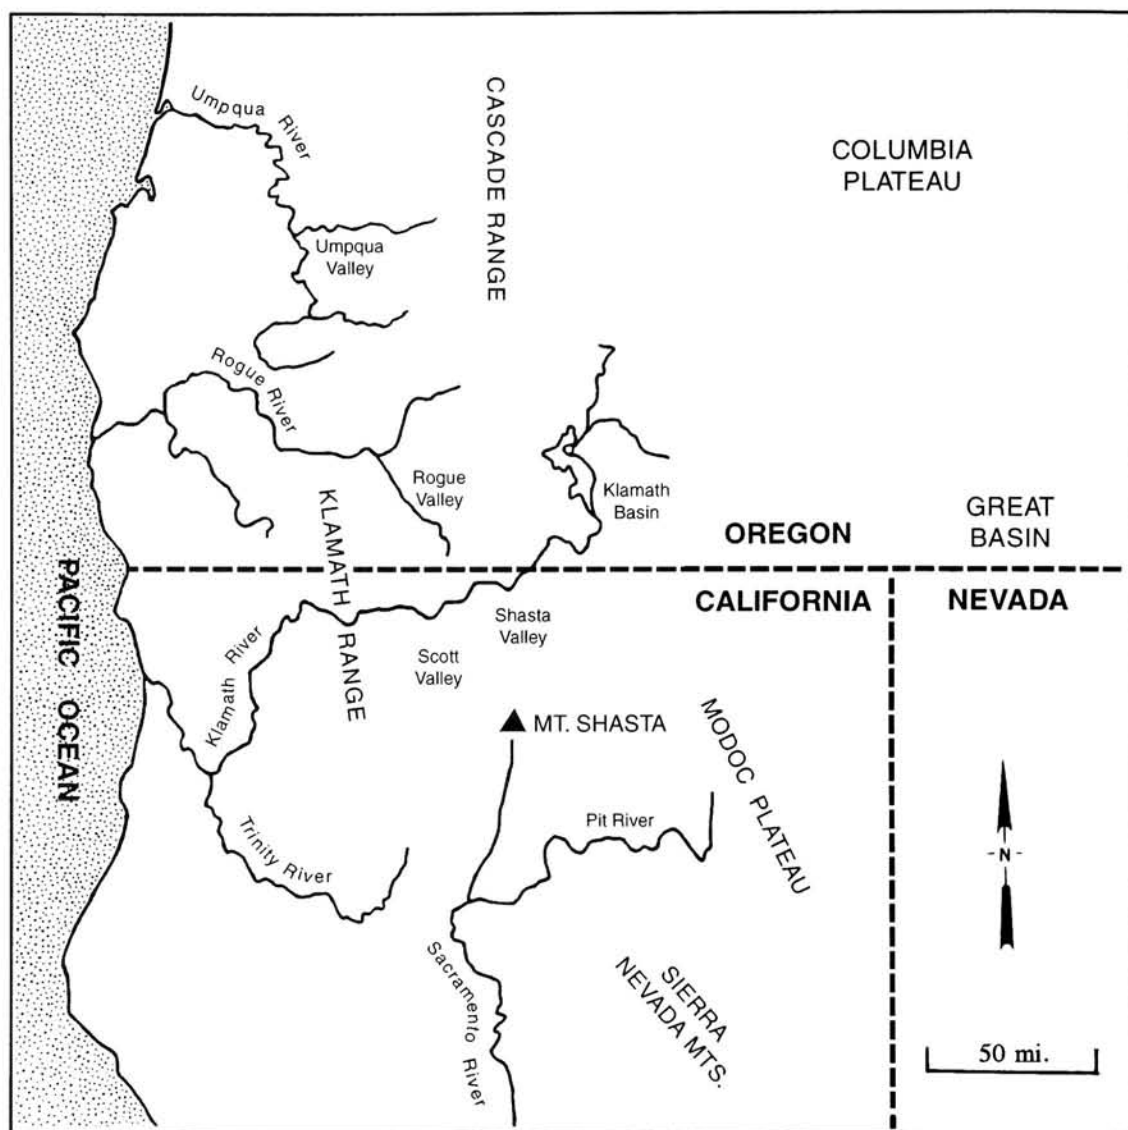 Umpqua River
CASCADE RANGE
COLUMBIA
PLATEAU
Umpqua
Valley
Rogue River
Rogue
Valley
Klamath
Basin
KLAMATH RANGE
OREGON
GREAT
BASIN
PACIFIC OCEAN
CALIFORNIA
NEVADA
Klamath River
Shasta
Valley
Scott
Valley
MT. SHASTA
MODOC PLATEAU
Pit River
Trinity River
N
Sacramento River
SIERRA
NEVADA MTS.
50 mi.